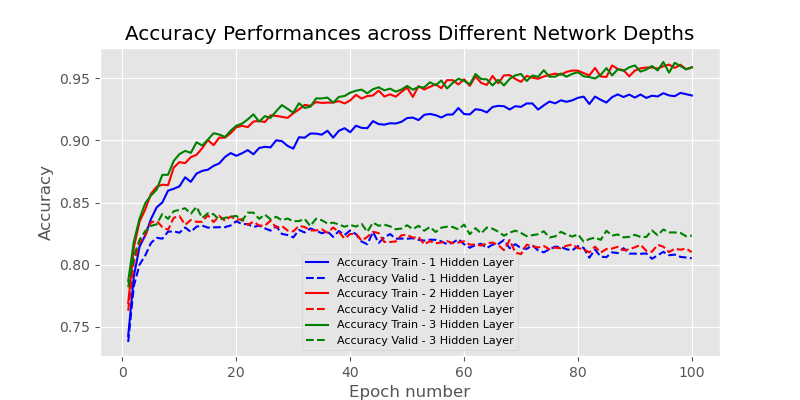 Accuracy Performances across Different Network Depths
Accuracy
0.95
0.90
0.85
0.80
0.75
Accuracy Train - 1 Hidden Layer
Accuracy Valid - 1 Hidden Layer
Accuracy Train - 2 Hidden Layer
Accuracy Valid - 2 Hidden Layer
Accuracy Train - 3 Hidden Layer
Accuracy Valid - 3 Hidden Layer
0 20 40 60 80 100
Epoch number